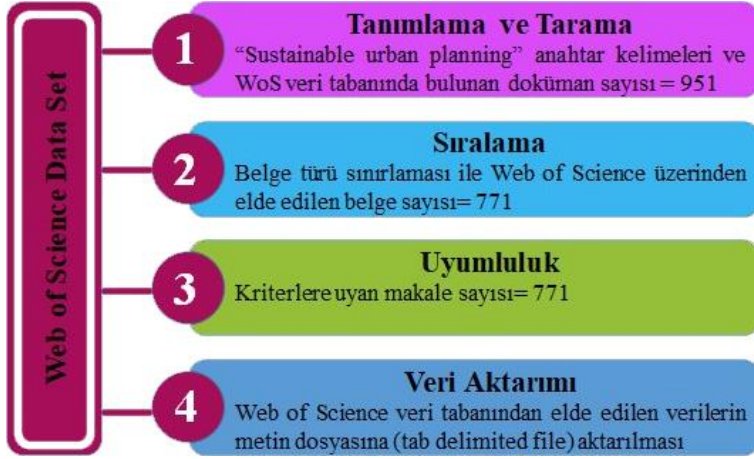 Web of Science Data Set
1
Tanımlama ve Tarama
“Sustainable urban planning” anahtar kelimeleri ve
WoS veri tabanında bulunan doküman sayısı = 951
2
Sıralama
Belge türü sınırlaması ile Web of Science üzerinden
elde edilen belge sayısı= 771
3
Uyumluluk
Kriterlere uyan makale sayısı= 771
4
Veri Aktarımı
Web of Science veri tabanından elde edilen verilerin
metin dosyasına (tab delimited file) aktarılması